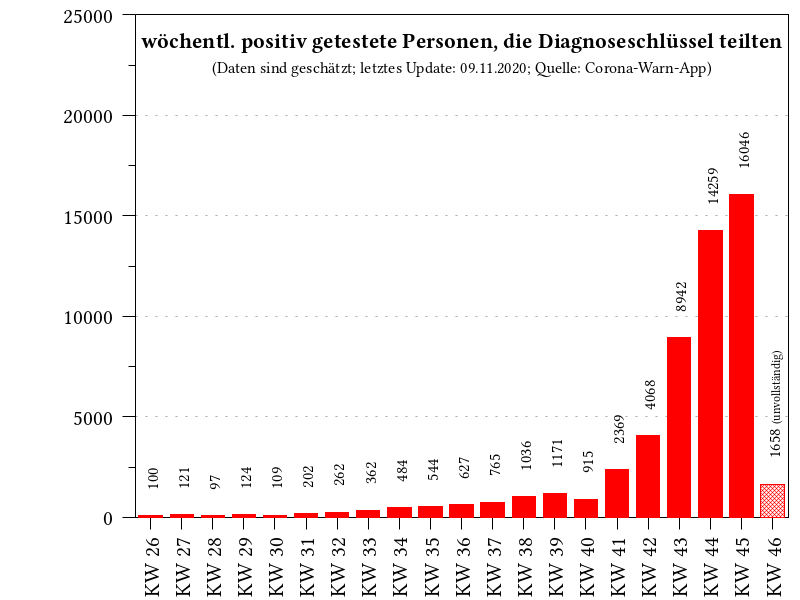 wöchentl. positiv getestete Personen, die Diagnoseschlüssel teilten
(Daten sind geschätzt; letztes Update: 09.11.2020; Quelle: Corona-Warn-App)
25000
20000
15000
10000
5000
0
100
121
97
124
109
202
262
362
484
544
627
765
1036
1171
915
2369
4068
8942
14259
16046
1658 (unvollständig)
KW 26
KW 27
KW 28
KW 29
KW 30
KW 31
KW 32
KW 33
KW 34
KW 35
KW 36
KW 37
KW 38
KW 39
KW 40
KW 41
KW 42
KW 43
KW 44
KW 45
KW 46